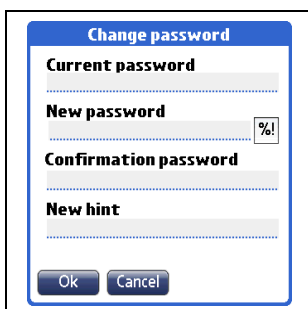 Change password
Current password
New password
%!
Confirmation password
New hint
Ok Cancel